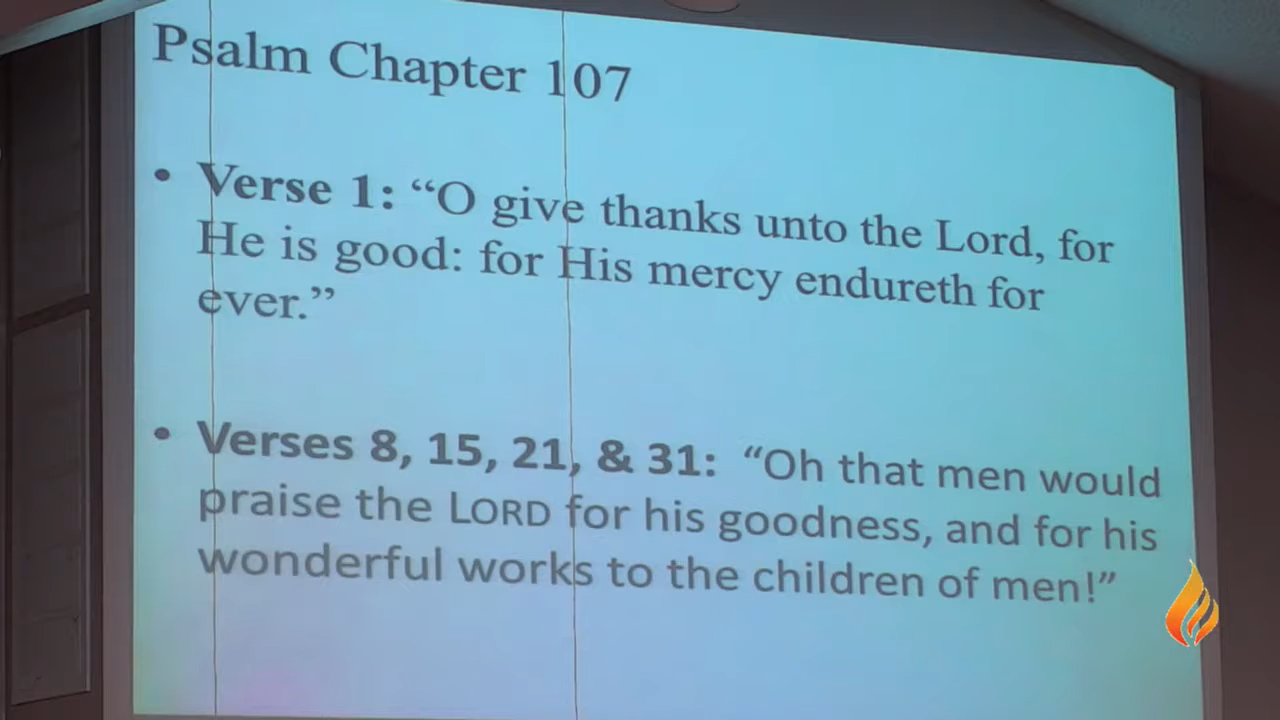 Psalm Chapter 107
• Verse 1: “O give thanks unto the Lord, for
He is good: for His mercy endureth for
ever.”
• Verses 8, 15, 21, & 31: “Oh that men would
praise the LORD for his goodness, and for his
wonderful works to the children of men!”